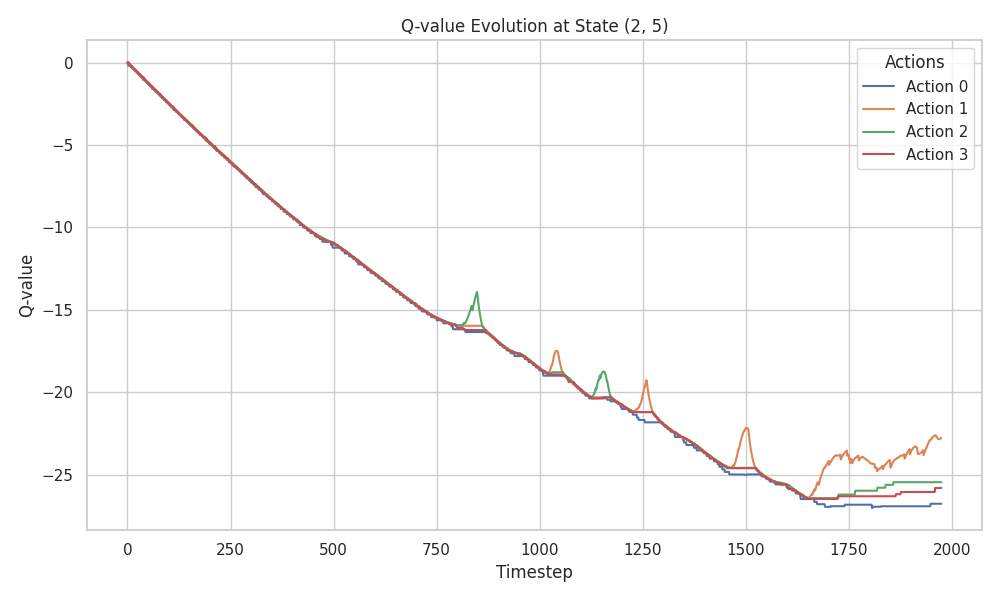 Q-value Evolution at State (2, 5)
Actions
Action 0
Action 1
Action 2
Action 3
Q-value
0
−5
−10
−15
−20
−25
0 250 500 750 1000 1250 1500 1750 2000
Timestep